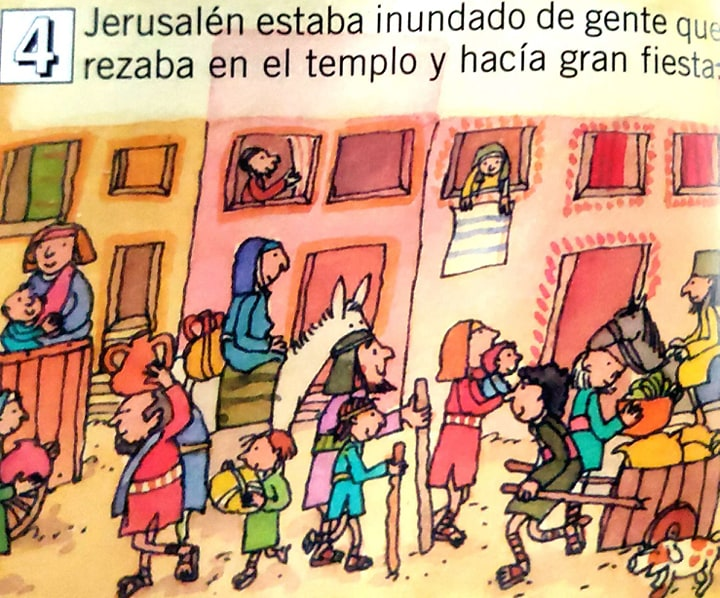 4
Jerusalén estaba inundado de gente que
rezaba en el templo y hacía gran fiesta: